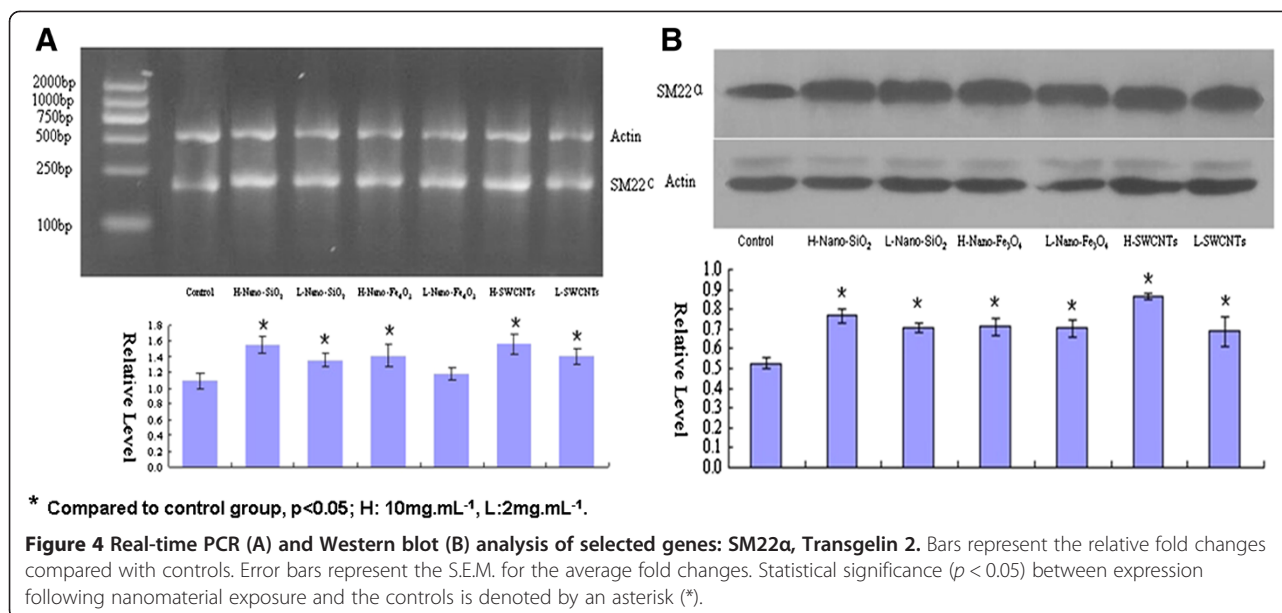 A
B
2000bp
1000bp
750bp
500bp
250bp
100bp
Actin
SM22c
Control H-Nano-SiO₂ L-Nano-SiO₂ H-Nano-Fe₄O₃ L-Nano-Fe₄O₃ H-SWCNTs L-SWCNTs
Relative Level
1.8
1.6
1.4
1.2
1.0
0.8
0.6
0.4
0.2
0.0
* * * * *
SM22α
Actin
Control H-Nano-SiO₂ L-Nano-SiO₂ H-Nano-Fe₃O₄ L-Nano-Fe₃O₄ H-SWCNTs L-SWCNTs
Relative Level
1.0
0.9
0.8
0.7
0.6
0.5
0.4
0.3
0.2
0.1
0.0
* * * * * *
* Compared to control group, p<0.05; H: 10mg.mL⁻¹, L:2mg.mL⁻¹.
Figure 4 Real-time PCR (A) and Western blot (B) analysis of selected genes: SM22α, Transgelin 2. Bars represent the relative fold changes
compared with controls. Error bars represent the S.E.M. for the average fold changes. Statistical significance (p < 0.05) between expression
following nanomaterial exposure and the controls is denoted by an asterisk (*).